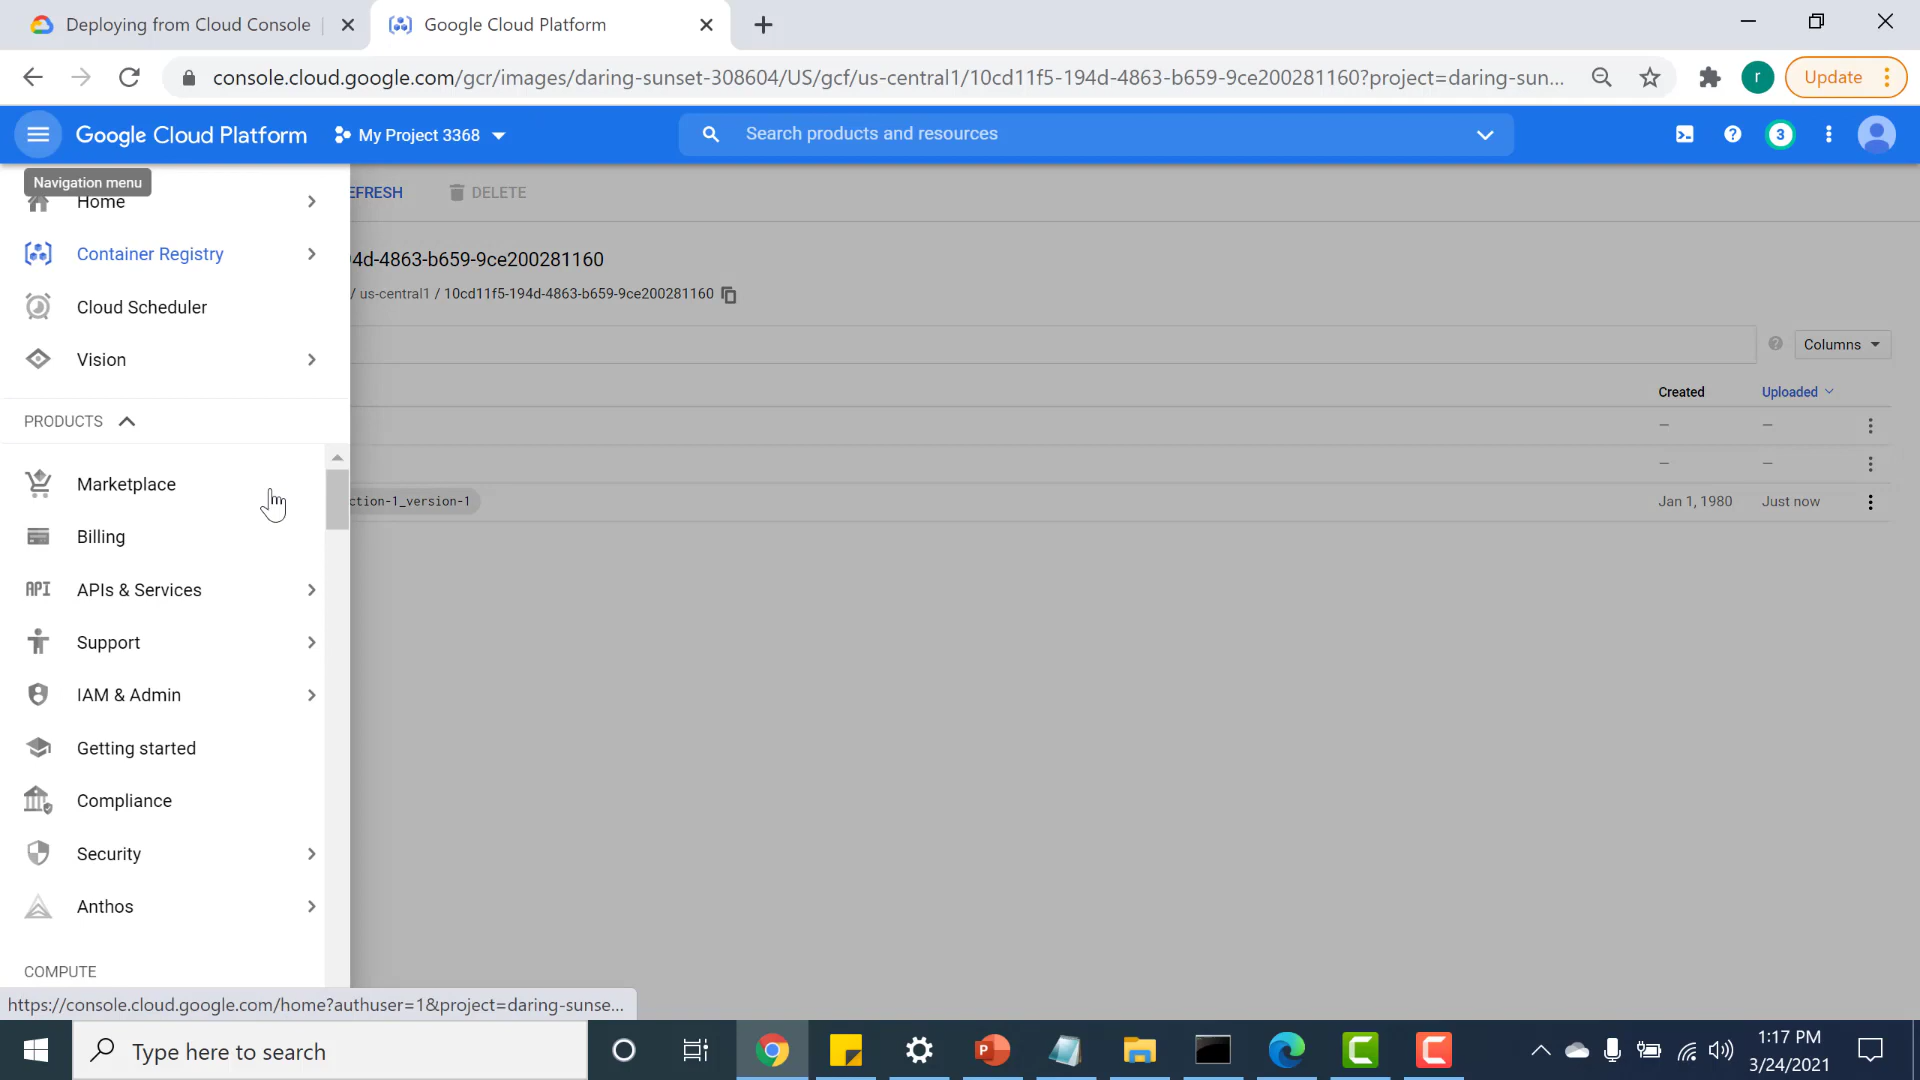 Deploying from Cloud Console
Google Cloud Platform
console.cloud.google.com/gcr/images/daring-sunset-308604/US/gcf/us-central1/10cd11f5-194d-4863-b659-9ce200281160?project=daring-sun...
r
Update
Google Cloud Platform
My Project 3368
Search products and resources
3
Navigation menu
Home
EFRESH
DELETE
Container Registry
4d-4863-b659-9ce200281160
/ us-central1 / 10cd11f5-194d-4863-b659-9ce200281160
Cloud Scheduler
Vision
Columns
Created
Uploaded
PRODUCTS
– –
– –
Marketplace
ction-1_version-1
Jan 1, 1980
Just now
Billing
API
APIs & Services
Support
IAM & Admin
Getting started
Compliance
Security
Anthos
COMPUTE
https://console.cloud.google.com/home?authuser=1&project=daring-sunse...
Type here to search
1:17 PM
3/24/2021